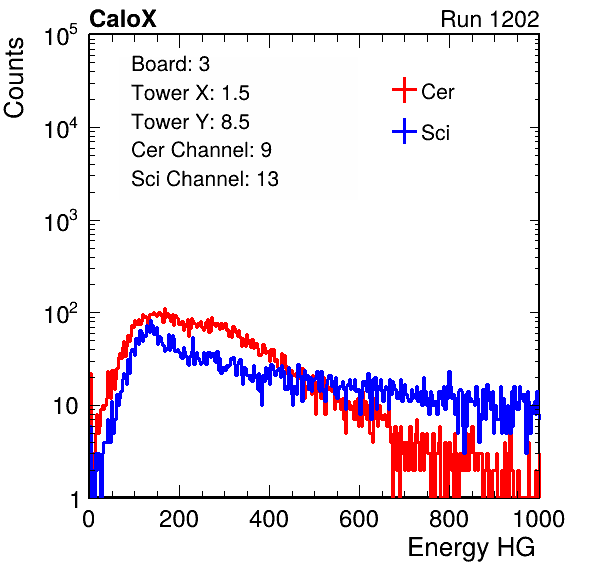 CaloX Run 1202
Counts
10^5
10^4
10^3
10^2
10
1
Board: 3
Tower X: 1.5
Tower Y: 8.5
Cer Channel: 9
Sci Channel: 13
Cer
Sci
0 200 400 600 800 1000
Energy HG